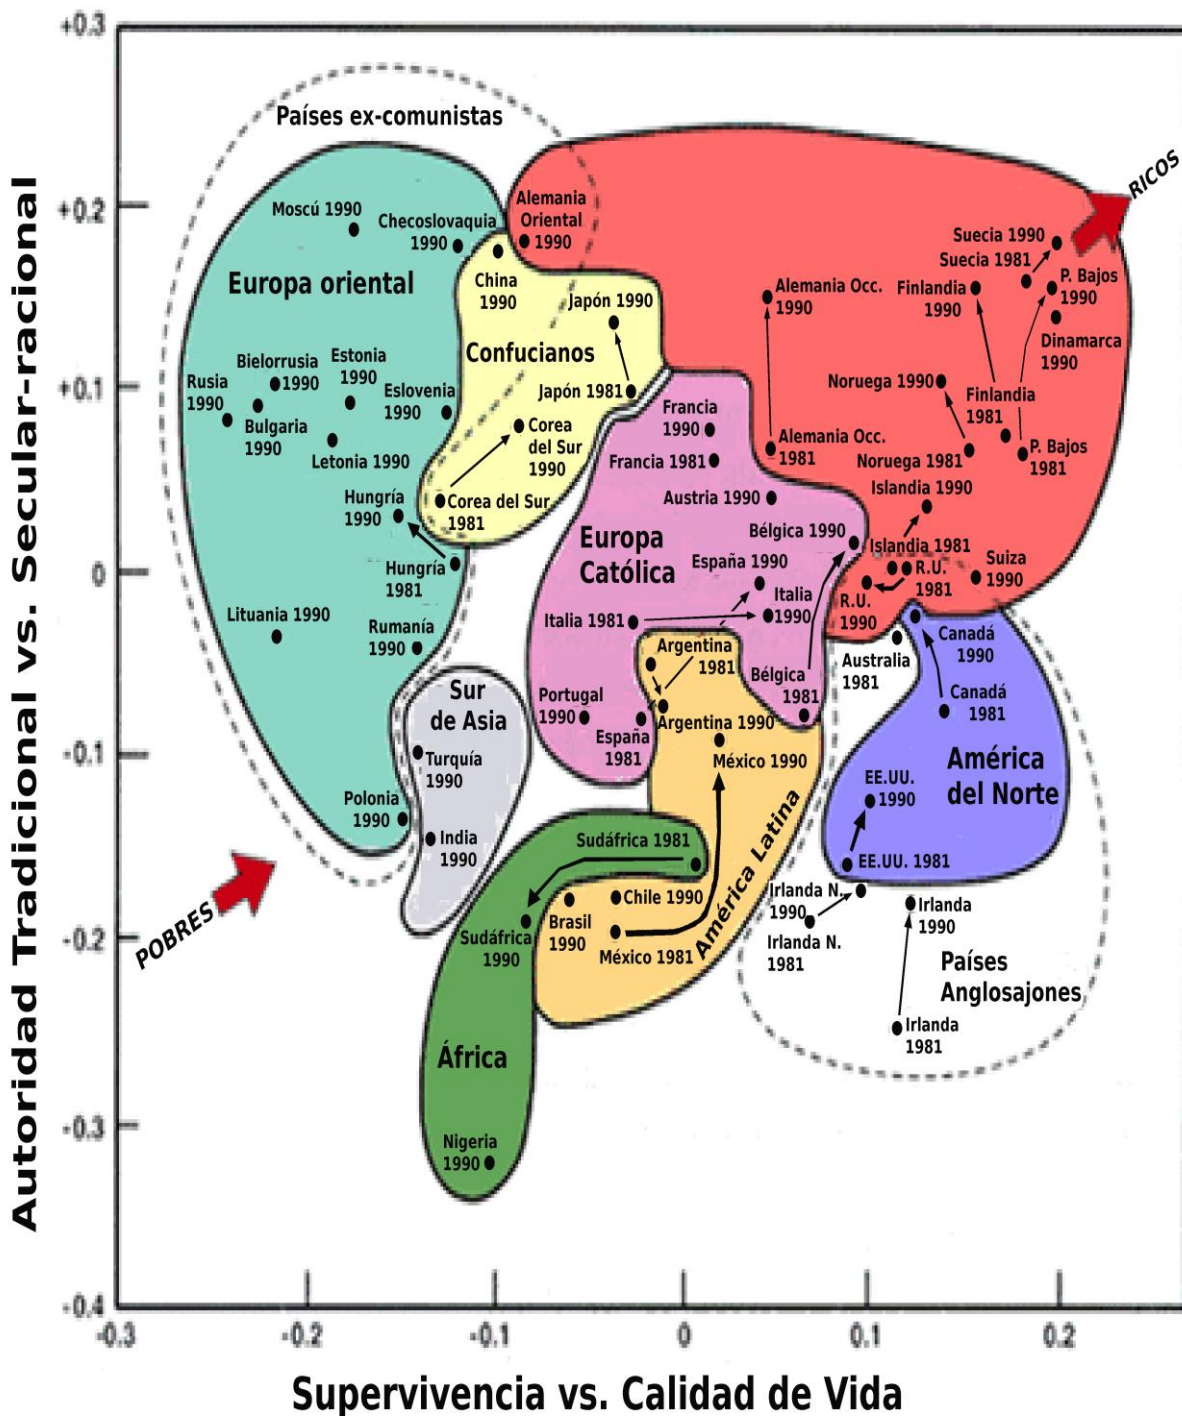 +0.3
Países ex-comunistas
RICOS
+0.2
Moscú 1990
Checoslovaquia
1990
Alemania
Oriental
1990
Suecia 1990
Suecia 1981
P. Bajos
1990
Europa oriental
China
1990
Japón 1990
Alemania Occ.
1990
Finlandia
1990
Dinamarca
1990
Confucianos
Bielorrusia
1990
Estonia
1990
Rusia
1990
Eslovenia
1990
Japón 1981
Noruega 1990
+0.1
Finlandia
1981
Bulgaria
1990
Corea
del Sur
1990
Francia
1990
Alemania Occ.
1981
P. Bajos
1981
Letonia 1990
Francia 1981
Noruega 1981
Hungría
1990
Corea del Sur
1981
Austria 1990
Islandia 1990
Europa
Católica
Bélgica 1990
Islandia 1981
España 1990
Suiza
1990
0
Hungría
1981
R.U.
1981
Italia
1990
R.U.
1990
Lituania 1990
Rumanía
1990
Italia 1981
Argentina
1981
Australia
1981
Canadá
1990
Bélgica
1981
Canadá
1981
Sur
de Asia
Portugal
1990
España
1981
Argentina 1990
-0.1
Turquía
1990
México 1990
América
del Norte
EE.UU.
1990
Polonia
1990
India
1990
Sudáfrica 1981
EE.UU. 1981
América Latina
POBRES
Chile 1990
Irlanda N.
1990
Irlanda
1990
-0.2
Sudáfrica
1990
Brasil
1990
México 1981
Irlanda N.
1981
Países
Anglosajones
Irlanda
1981
África
-0.3
Nigeria
1990
-0.4
-0.3
-0.2
-0.1
0
0.1
0.2
Autoridad Tradicional vs. Secular-racional
Supervivencia vs. Calidad de Vida